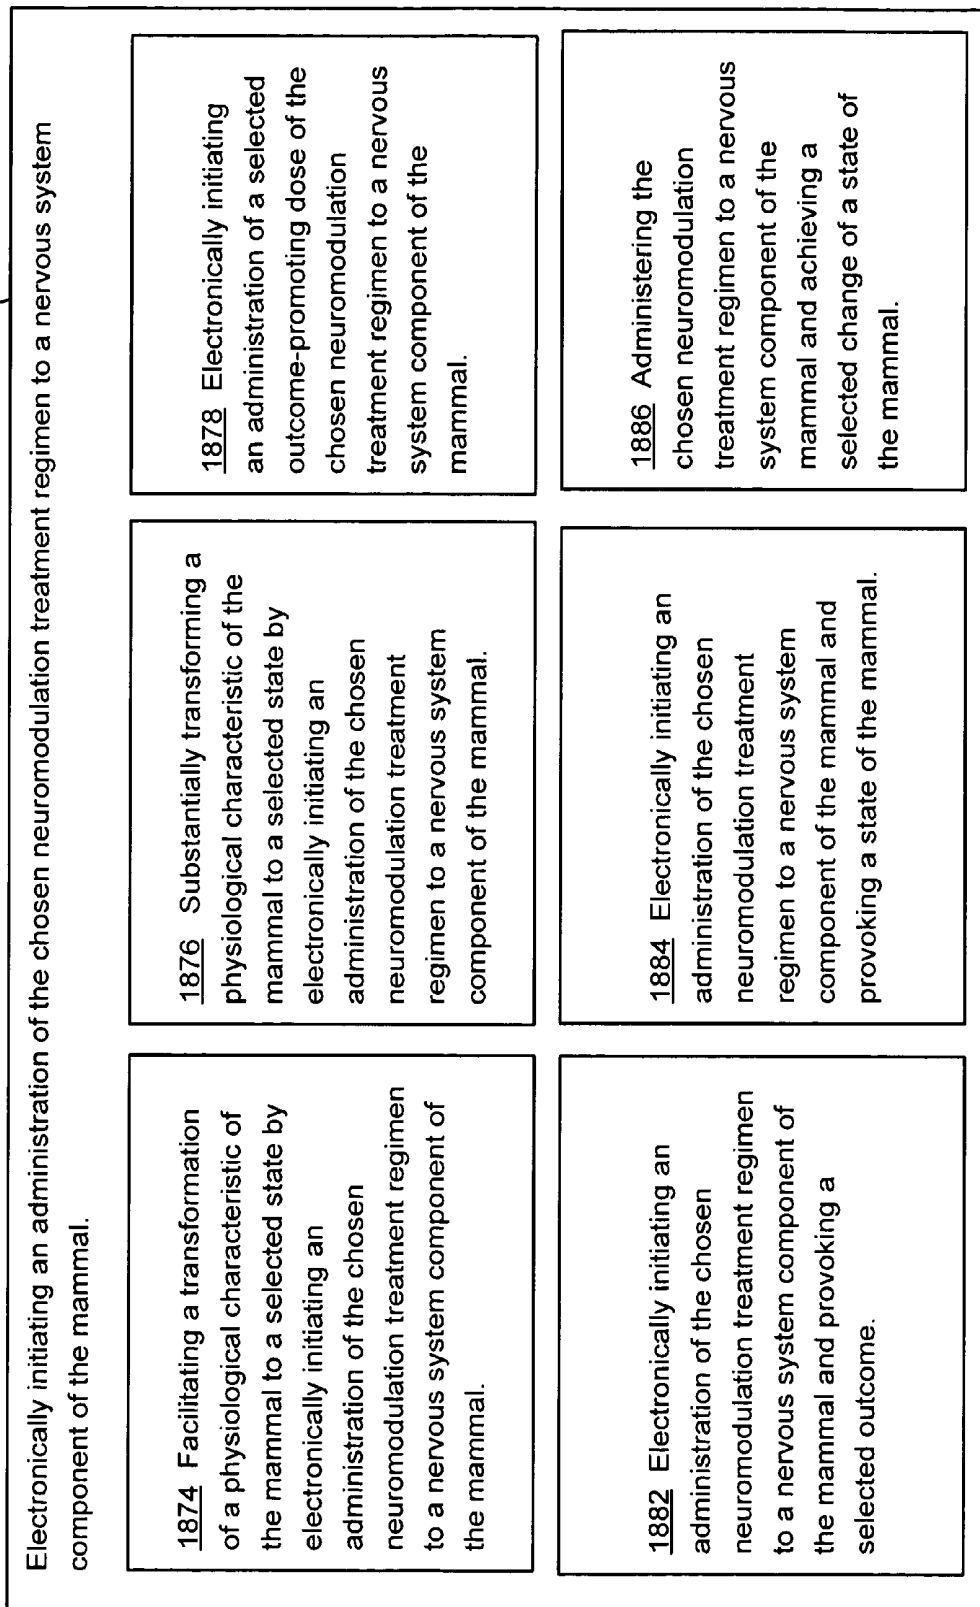 Electronically initiating an administration of the chosen neuromodulation treatment regimen to a nervous system
component of the mammal.
1874 Facilitating a transformation
of a physiological characteristic of
the mammal to a selected state by
electronically initiating an
administration of the chosen
neuromodulation treatment regimen
to a nervous system component of
the mammal.
1876 Substantially transforming a
physiological characteristic of the
mammal to a selected state by
electronically initiating an
administration of the chosen
neuromodulation treatment
regimen to a nervous system
component of the mammal.
1878 Electronically initiating
an administration of a selected
outcome-promoting dose of the
chosen neuromodulation
treatment regimen to a nervous
system component of the
mammal.
1882 Electronically initiating an
administration of the chosen
neuromodulation treatment regimen
to a nervous system component of
the mammal and provoking a
selected outcome.
1884 Electronically initiating an
administration of the chosen
neuromodulation treatment
regimen to a nervous system
component of the mammal and
provoking a state of the mammal.
1886 Administering the
chosen neuromodulation
treatment regimen to a nervous
system component of the
mammal and achieving a
selected change of a state of
the mammal.